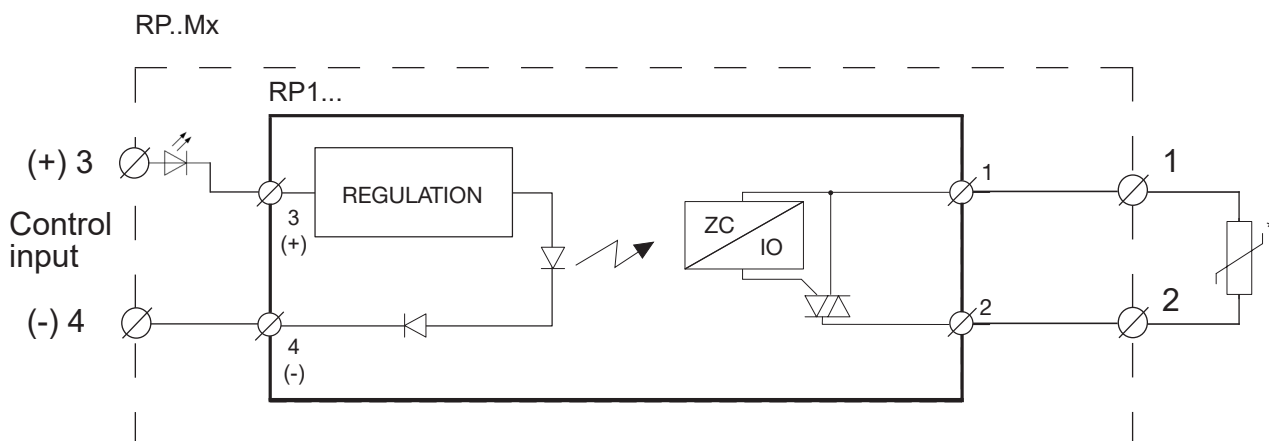 RP..Mx
RP1...
(+) 3
REGULATION
3
(+)
Control
input
(-) 4
4
(-)
ZC
IO
1
2
1
2
*